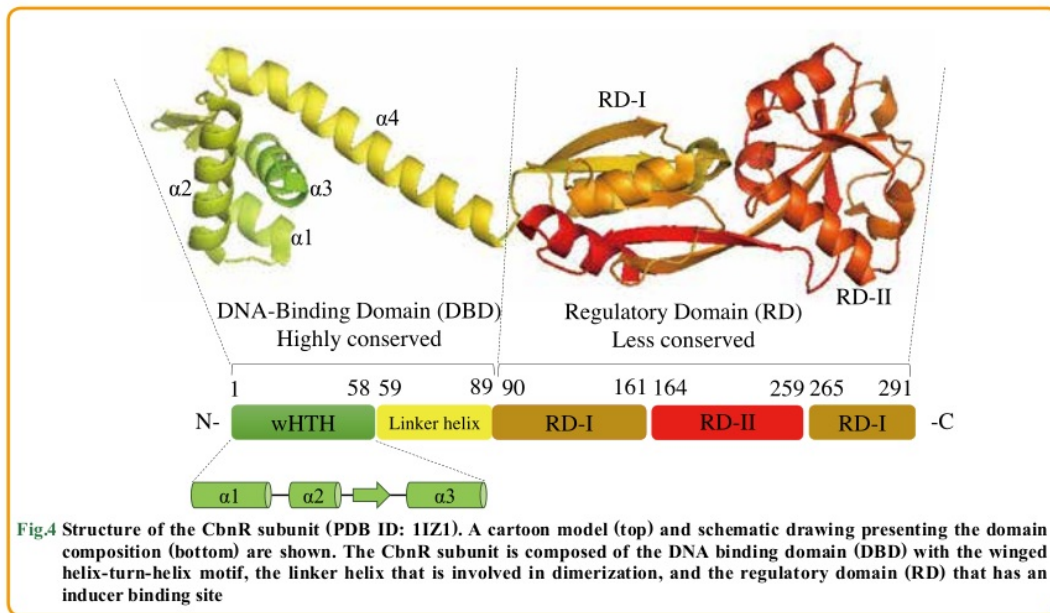 RD-I
α4
α2
α3
α1
RD-II
DNA-Binding Domain (DBD)
Highly conserved
Regulatory Domain (RD)
Less conserved
1 58 59 89 90 161 164 259 265 291
N- wHTH Linker helix RD-I RD-II RD-I -C
α1 α2 α3
Fig.4 Structure of the CbnR subunit (PDB ID: 1IZ1). A cartoon model (top) and schematic drawing presenting the domain
composition (bottom) are shown. The CbnR subunit is composed of the DNA binding domain (DBD) with the winged
helix-turn-helix motif, the linker helix that is involved in dimerization, and the regulatory domain (RD) that has an
inducer binding site